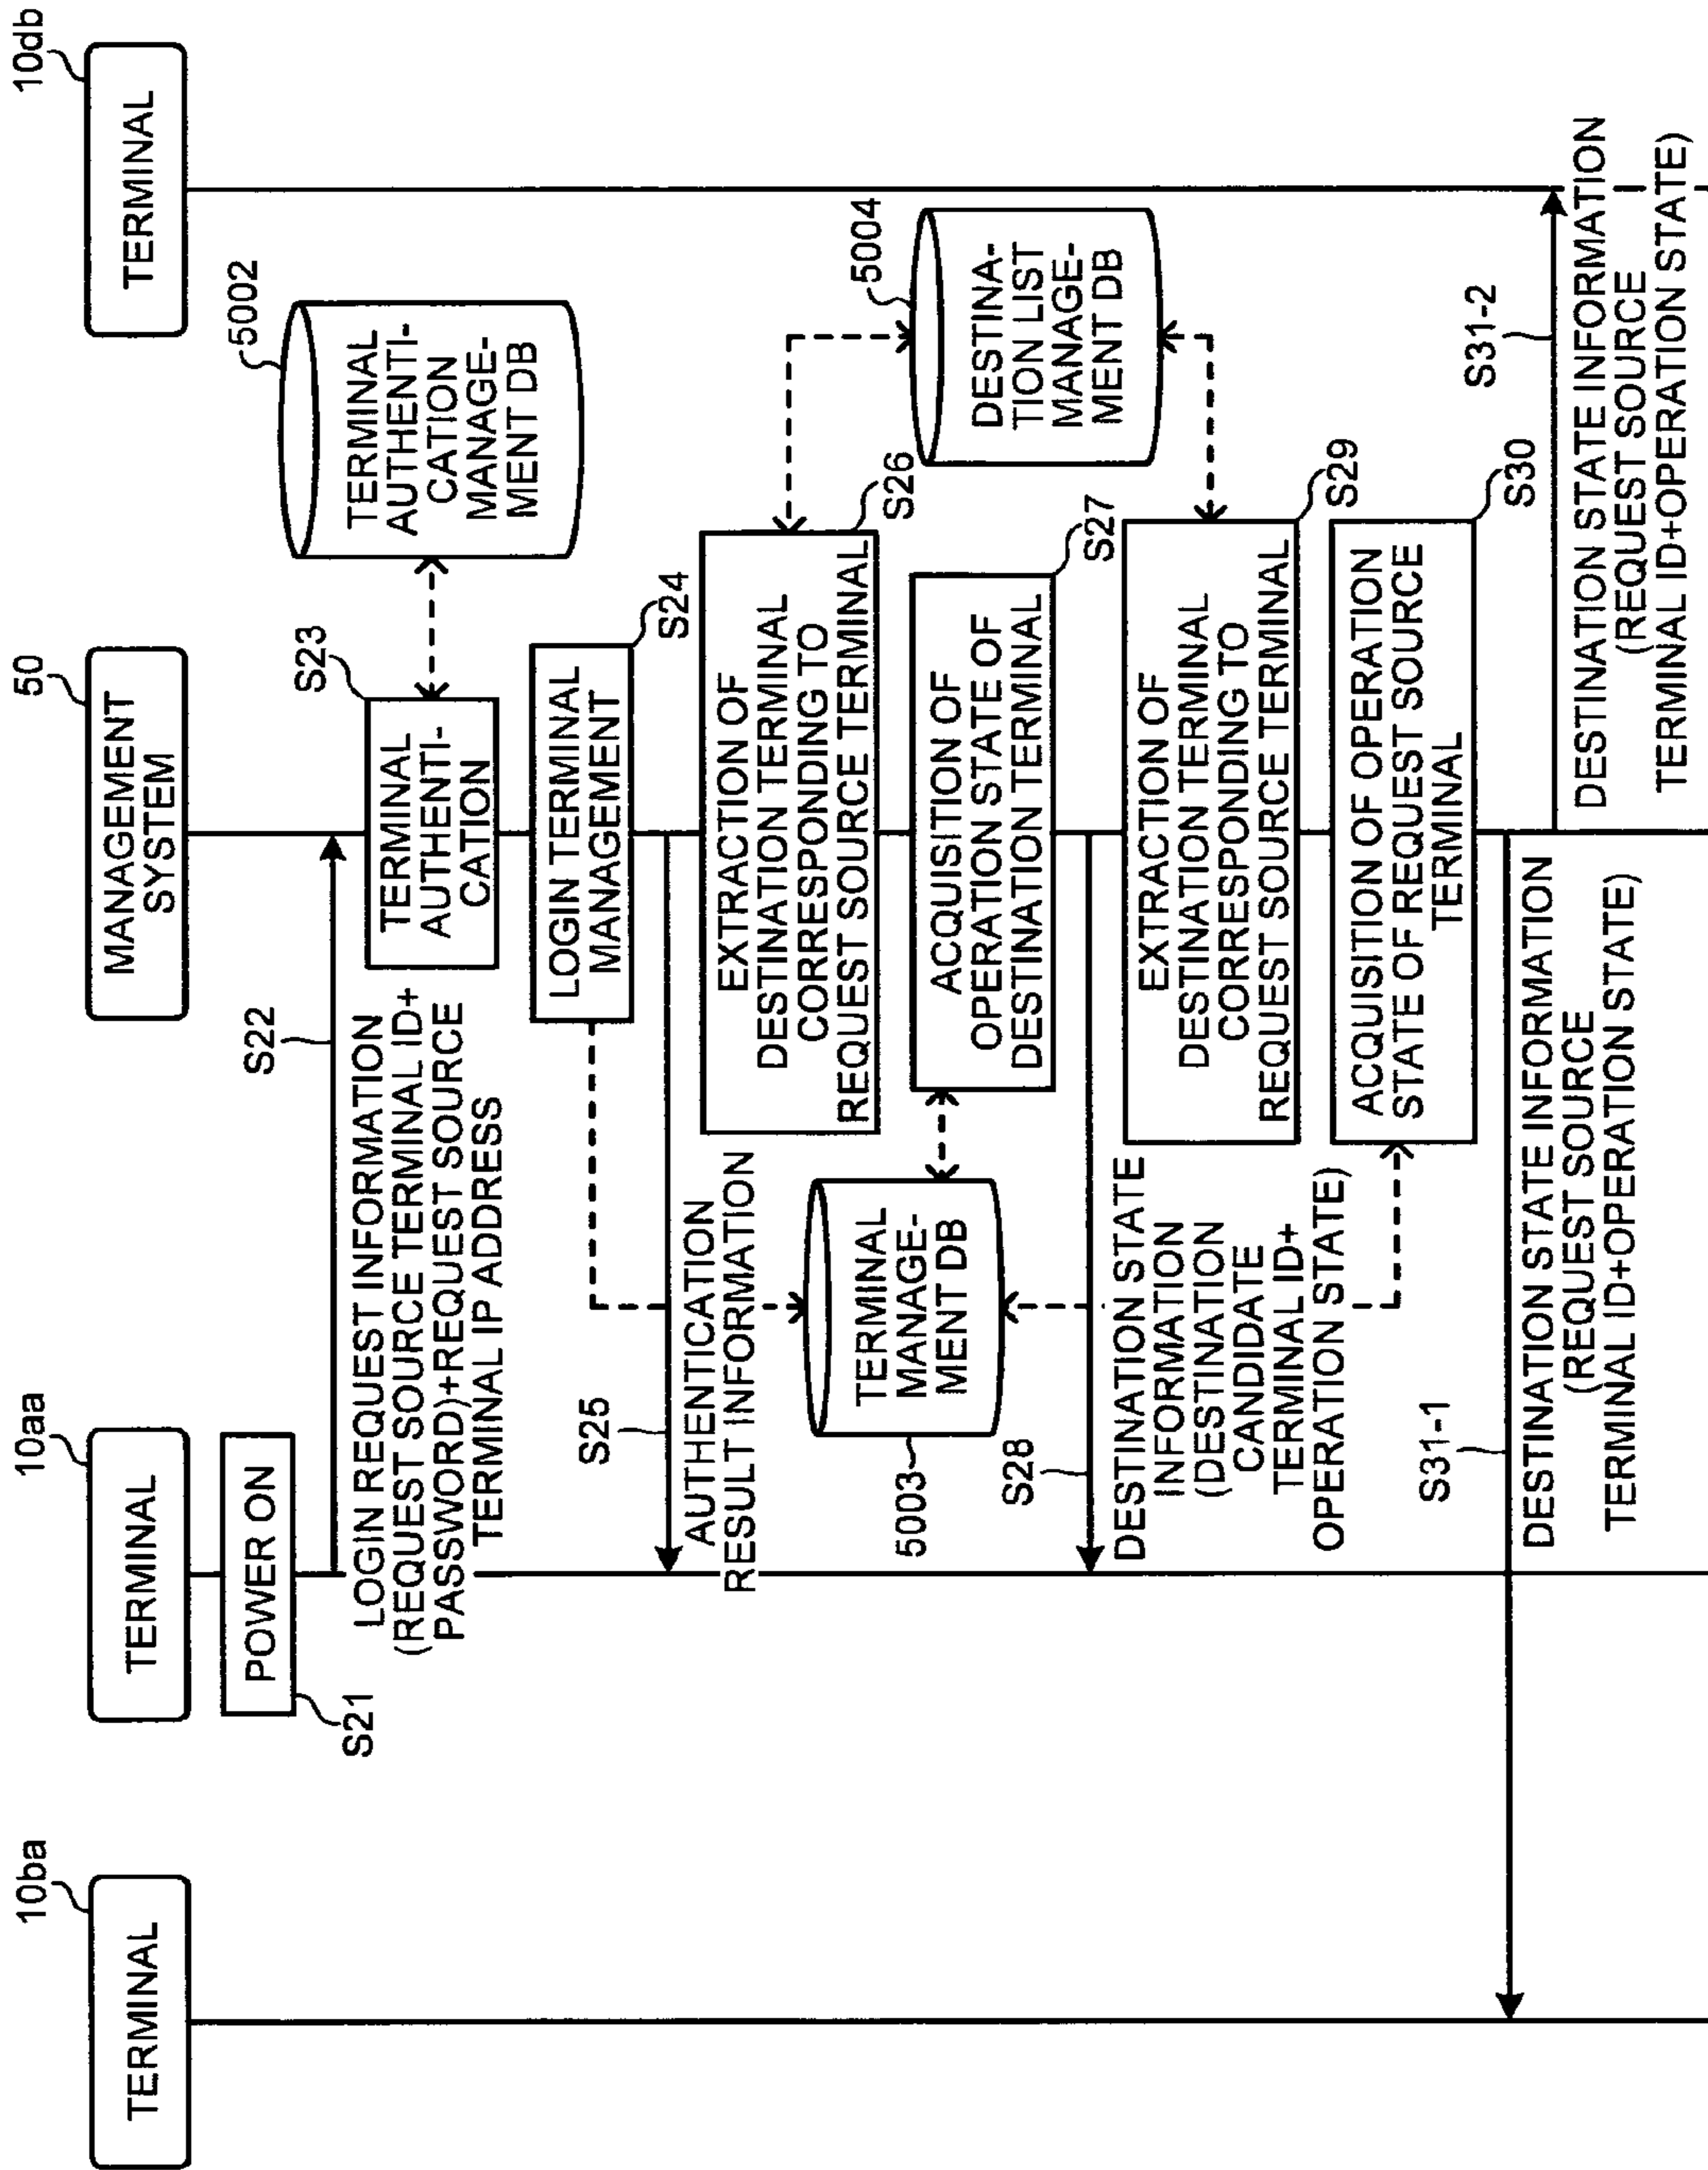 10ba
TERMINAL
10aa
TERMINAL
50
MANAGEMENT
SYSTEM
10db
TERMINAL
POWER ON
S21
S22
LOGIN REQUEST INFORMATION
(REQUEST SOURCE TERMINAL ID+
PASSWORD)+REQUEST SOURCE
TERMINAL IP ADDRESS
S23
TERMINAL
AUTHENTI-
CATION
5002
TERMINAL
AUTHENTI-
CATION
MANAGE-
MENT DB
S24
LOGIN TERMINAL
MANAGEMENT
S25
AUTHENTICATION
RESULT INFORMATION
S26
EXTRACTION OF
DESTINATION TERMINAL
CORRESPONDING TO
REQUEST SOURCE TERMINAL
5003
TERMINAL
MANAGE-
MENT DB
S27
ACQUISITION OF
OPERATION STATE OF
DESTINATION TERMINAL
5004
DESTINA-
TION LIST
MANAGE-
MENT DB
S28
DESTINATION STATE
INFORMATION
(DESTINATION
CANDIDATE
TERMINAL ID+
OPERATION STATE)
S29
EXTRACTION OF
DESTINATION TERMINAL
CORRESPONDING TO
REQUEST SOURCE TERMINAL
S30
ACQUISITION OF OPERATION
STATE OF REQUEST SOURCE
TERMINAL
S31-1
DESTINATION STATE INFORMATION
(REQUEST SOURCE
TERMINAL ID+OPERATION STATE)
S31-2
DESTINATION STATE INFORMATION
(REQUEST SOURCE
TERMINAL ID+OPERATION STATE)